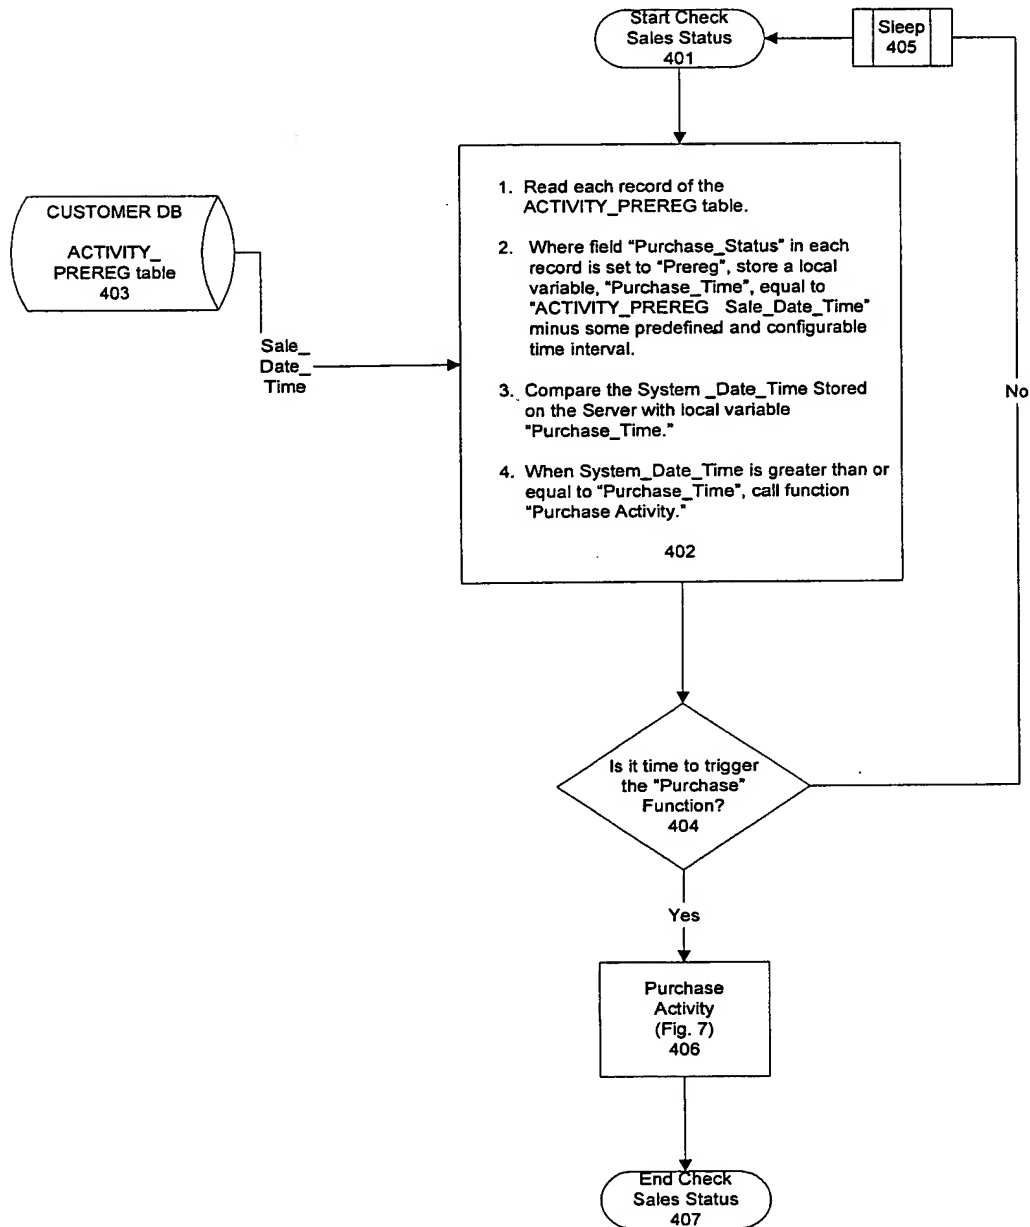 Start Check
Sales Status
401
Sleep
405
CUSTOMER DB
ACTIVITY_
PREREG table
403
Sale_
Date_
Time
1. Read each record of the
ACTIVITY_PREREG table.
2. Where field "Purchase_Status" in each
record is set to "Prereg", store a local
variable, "Purchase_Time", equal to
"ACTIVITY_PREREG Sale_Date_Time"
minus some predefined and configurable
time interval.
3. Compare the System _Date_Time Stored
on the Server with local variable
"Purchase_Time."
4. When System_Date_Time is greater than or
equal to "Purchase_Time", call function
"Purchase Activity."
402
No
Is it time to trigger
the "Purchase"
Function?
404
Yes
Purchase
Activity
(Fig. 7)
406
End Check
Sales Status
407